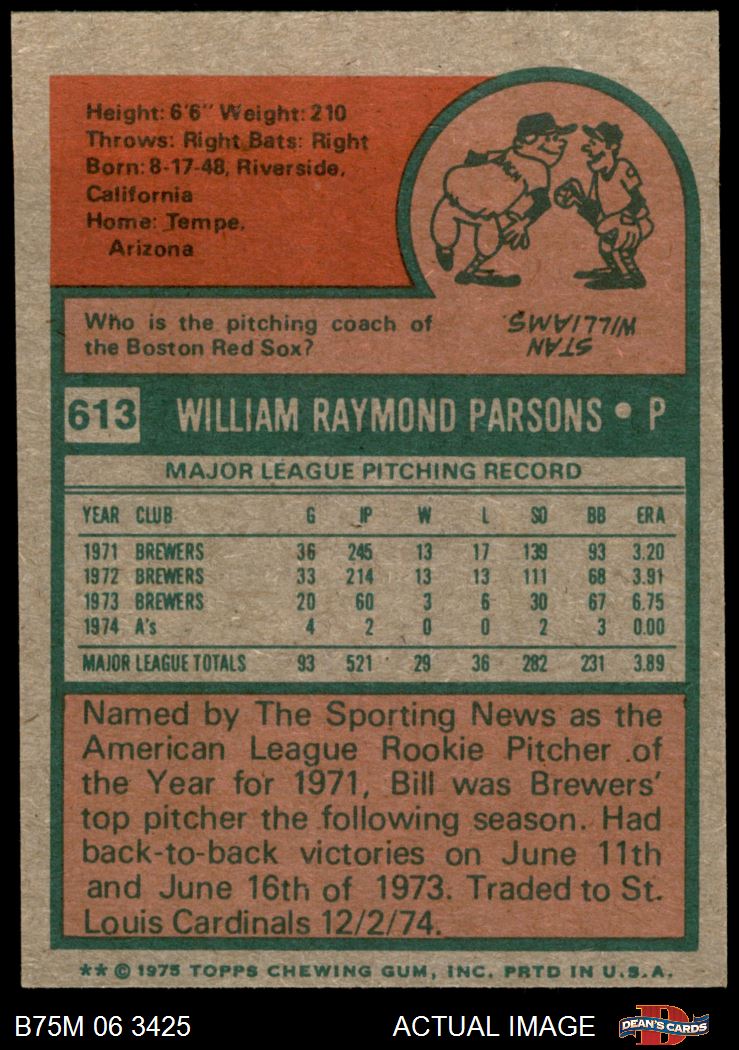 Height: 6'6" Weight: 210
Throws: Right Bats: Right
Born: 8-17-48, Riverside,
California
Home: Tempe,
Arizona
Who is the pitching coach of
the Boston Red Sox?
STAN
WILLIAMS.
613 WILLIAM RAYMOND PARSONS • P
MAJOR LEAGUE PITCHING RECORD
YEAR CLUB G IP W L SO BB ERA
1971 BREWERS 36 245 13 17 139 93 3.20
1972 BREWERS 33 214 13 13 111 68 3.91
1973 BREWERS 20 60 3 6 30 67 6.75
1974 A's 4 2 0 0 2 3 0.00
MAJOR LEAGUE TOTALS 93 521 29 36 282 231 3.89
Named by The Sporting News as the
American League Rookie Pitcher of
the Year for 1971, Bill was Brewers'
top pitcher the following season. Had
back-to-back victories on June 11th
and June 16th of 1973. Traded to St.
Louis Cardinals 12/2/74.
** © 1975 TOPPS CHEWING GUM, INC. PRTD IN U.S.A.
B75M 06 3425 ACTUAL IMAGE DEAN'S CARDS